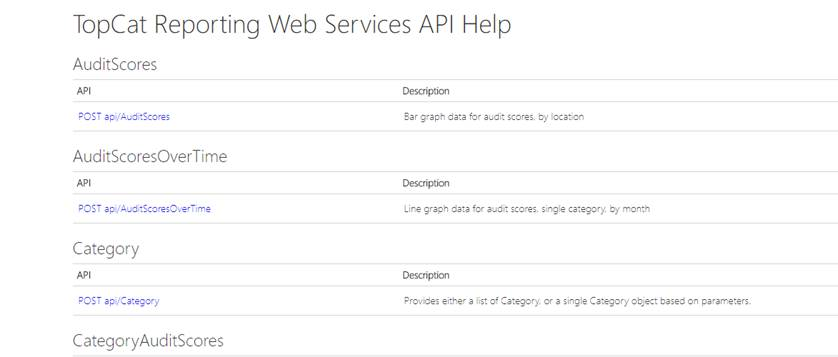 TopCat Reporting Web Services API Help
AuditScores
API Description
POST api/AuditScores Bar graph data for audit scores, by location
AuditScoresOverTime
API Description
POST api/AuditScoresOverTime Line graph data for audit scores, single category, by month
Category
API Description
POST api/Category Provides either a list of Category, or a single Category object based on parameters.
CategoryAuditScores